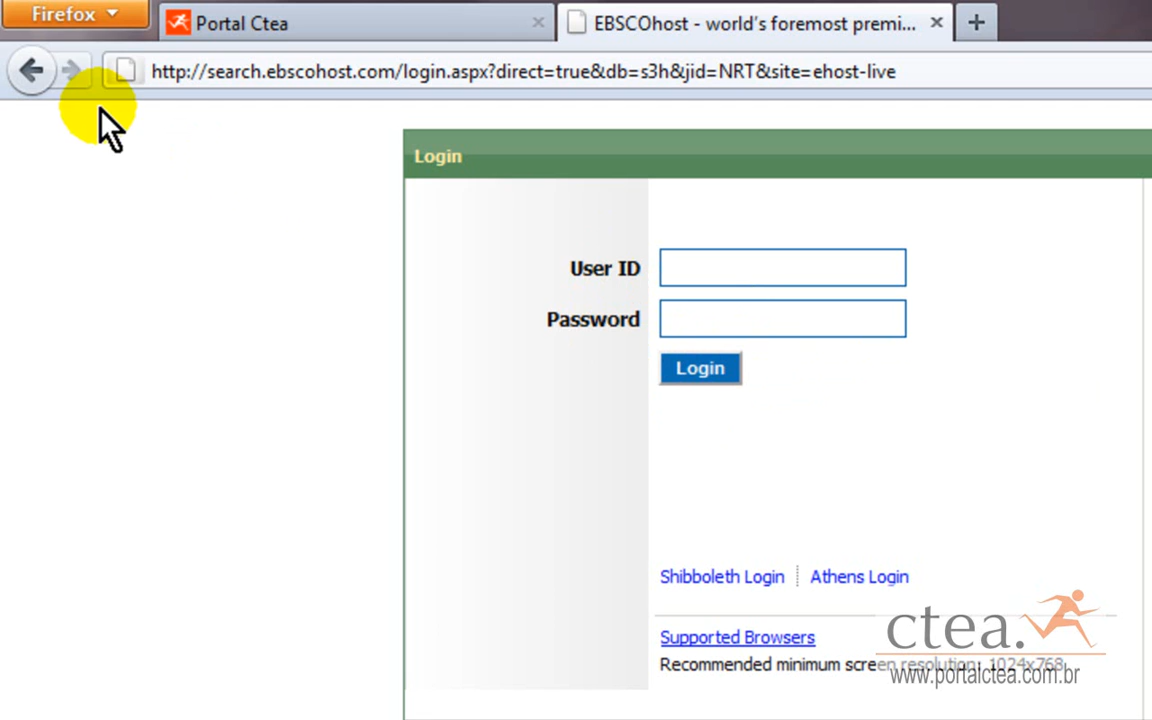 Firefox
Portal Ctea
EBSCOhost - world's foremost premi...
http://search.ebscohost.com/login.aspx?direct=true&db=s3h&jid=NRT&site=ehost-live
Login
User ID
Password
Login
Shibboleth Login
Athens Login
Supported Browsers
Recommended minimum screen resolution: 1024x768
ctea.
www.portalctea.com.br